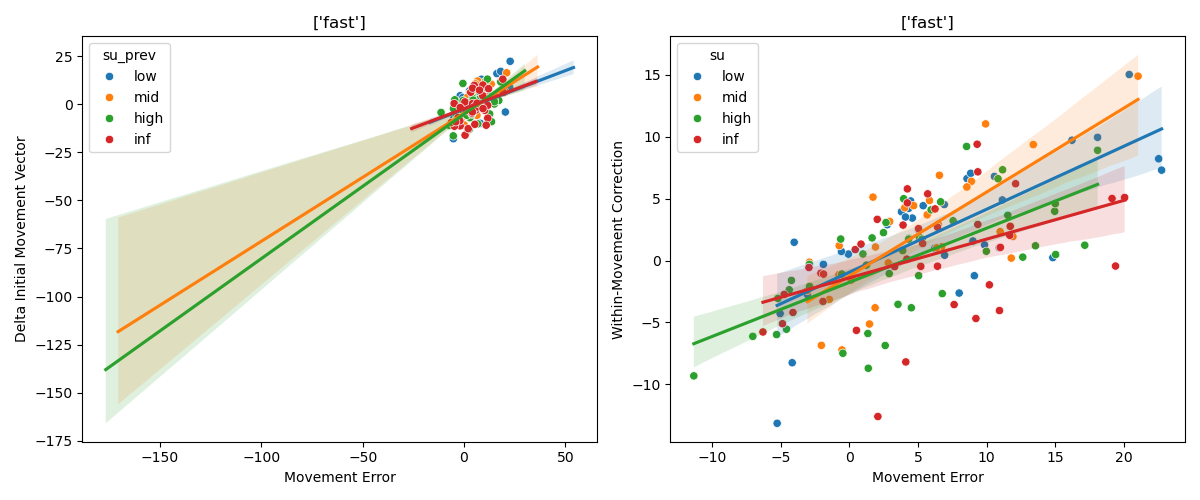 ['fast']
su_prev
low
mid
high
inf
25
0
−25
−50
−75
−100
−125
−150
−175
Delta Initial Movement Vector
−150
−100
−50
0
50
Movement Error
['fast']
su
low
mid
high
inf
15
10
5
0
−5
−10
Within-Movement Correction
−10
−5
0
5
10
15
20
Movement Error